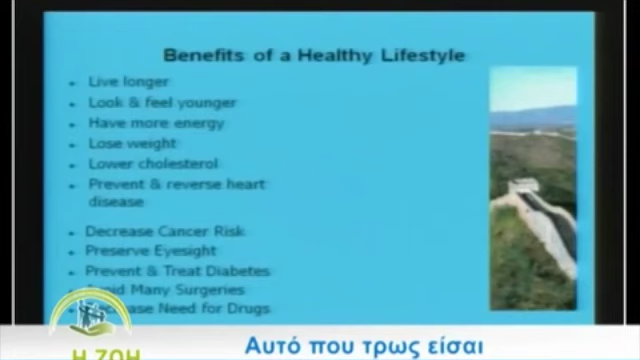 Benefits of a Healthy Lifestyle
Live longer
Look & feel younger
Have more energy
Lose weight
Lower cholesterol
Prevent & reverse heart
disease
Decrease Cancer Risk
Preserve Eyesight
Prevent & Treat Diabetes
Many Surgeries
Need for Drugs
Η ΖΩΗ
Αυτό που τρως είσαι